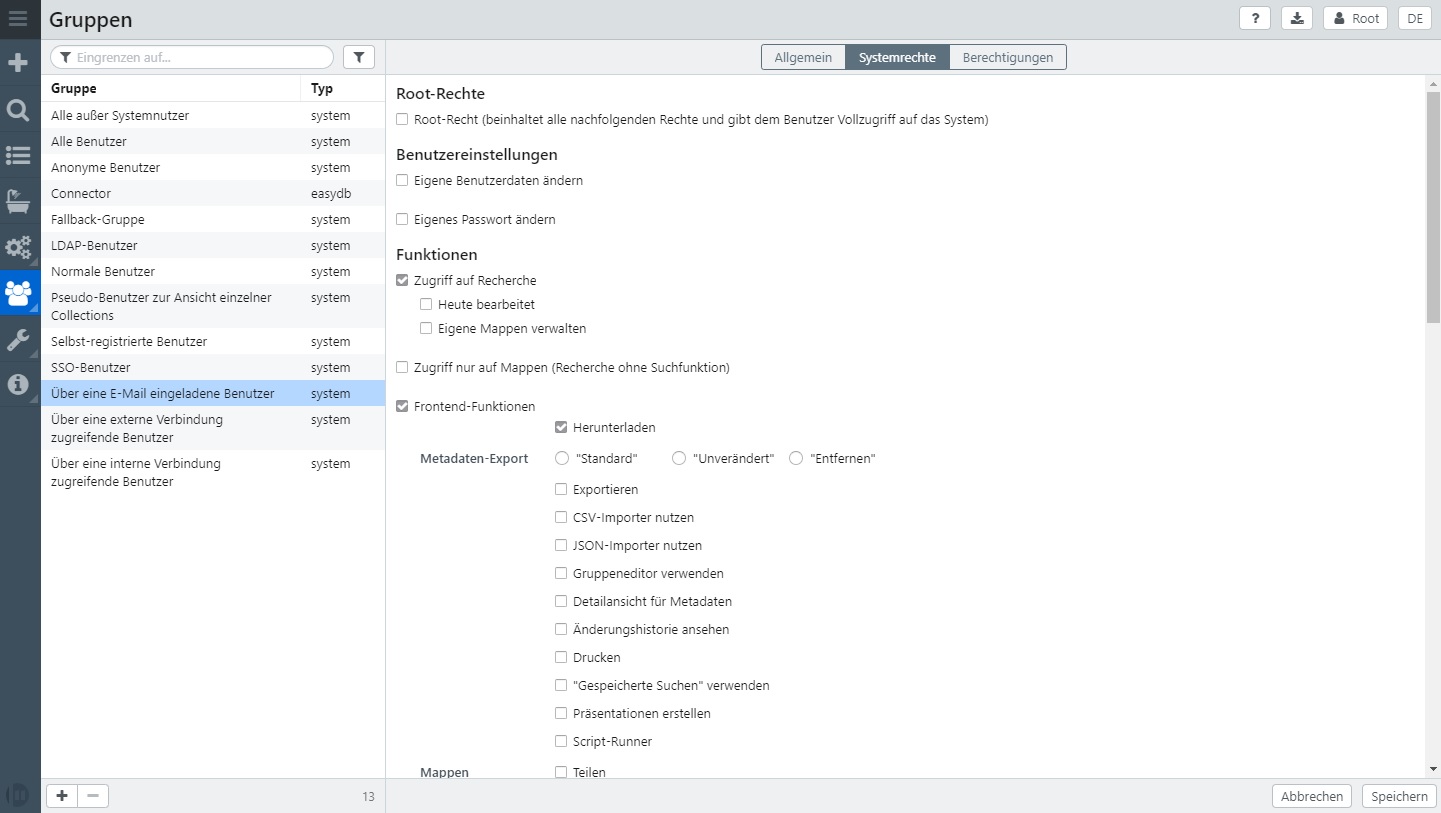 Gruppen
? Root DE
Eingrenzen auf...
Allgemein Systemrechte Berechtigungen
Gruppe Typ
Alle außer Systemnutzer system
Alle Benutzer system
Anonyme Benutzer system
Connector easydb
Fallback-Gruppe system
LDAP-Benutzer system
Normale Benutzer system
Pseudo-Benutzer zur Ansicht einzelner system
Collections
Selbst-registrierte Benutzer system
SSO-Benutzer system
Über eine E-Mail eingeladene Benutzer system
Über eine externe Verbindung system
zugreifende Benutzer
Über eine interne Verbindung system
zugreifende Benutzer
13
Root-Rechte
Root-Recht (beinhaltet alle nachfolgenden Rechte und gibt dem Benutzer Vollzugriff auf das System)
Benutzereinstellungen
Eigene Benutzerdaten ändern
Eigenes Passwort ändern
Funktionen
Zugriff auf Recherche
Heute bearbeitet
Eigene Mappen verwalten
Zugriff nur auf Mappen (Recherche ohne Suchfunktion)
Frontend-Funktionen
Herunterladen
Metadaten-Export "Standard" "Unverändert" "Entfernen"
Exportieren
CSV-Importer nutzen
JSON-Importer nutzen
Gruppeneditor verwenden
Detailansicht für Metadaten
Änderungshistorie ansehen
Drucken
"Gespeicherte Suchen" verwenden
Präsentationen erstellen
Script-Runner
Mappen Teilen
Abbrechen Speichern